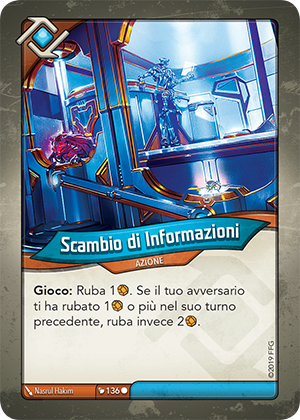 Scambio di Informazioni
AZIONE
Gioco: Ruba 1. Se il tuo avversario
ti ha rubato 1 o più nel suo turno
precedente, ruba invece 2.
©2019 FFG
Nasrul Hakim
136